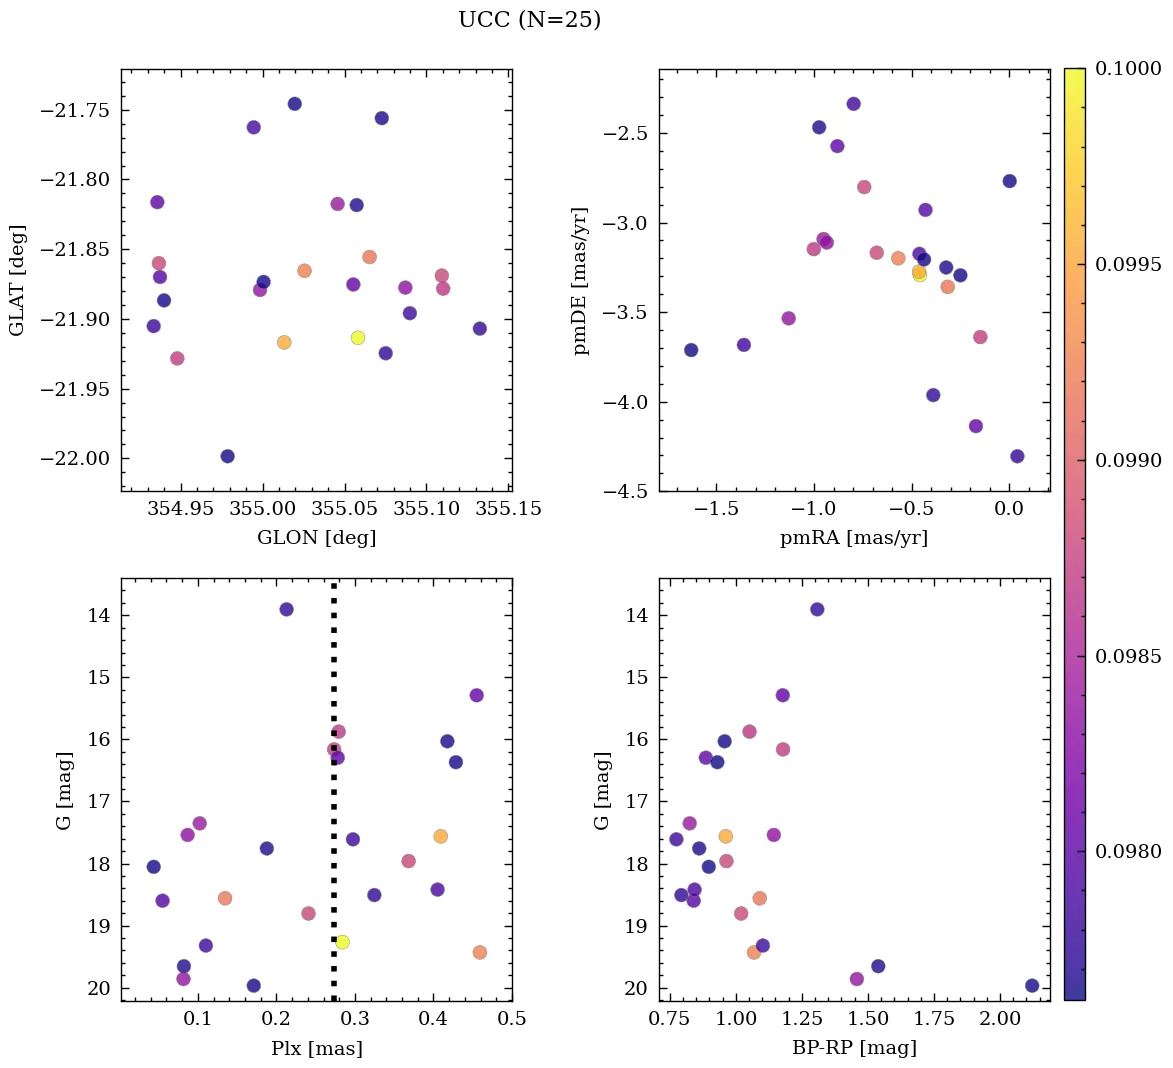 UCC (N=25)
−21.75
−21.80
−21.85
−21.90
−21.95
−22.00
GLAT [deg]
354.95 355.00 355.05 355.10 355.15
GLON [deg]
−2.5
−3.0
−3.5
−4.0
−4.5
pmDE [mas/yr]
−1.5 −1.0 −0.5 0.0
pmRA [mas/yr]
14
15
16
17
18
19
20
G [mag]
0.1 0.2 0.3 0.4 0.5
Plx [mas]
14
15
16
17
18
19
20
G [mag]
0.75 1.00 1.25 1.50 1.75 2.00
BP-RP [mag]
0.1000
0.0995
0.0990
0.0985
0.0980